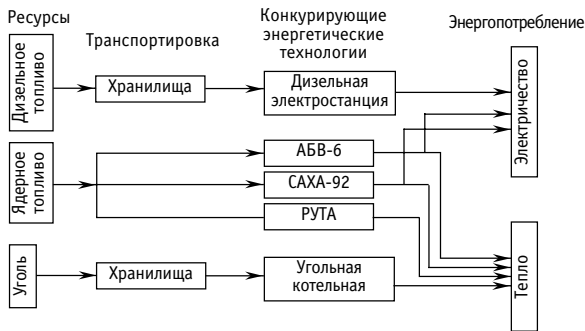 Ресурсы
Транспортировка
Конкурирующие
энергетические
технологии
Энергопотребление
Дизельное
топливо
Хранилища
Дизельная
электростанция
Электричество
Ядерное
топливо
АБВ-6
САХА-92
РУТА
Уголь
Хранилища
Угольная
котельная
Тепло